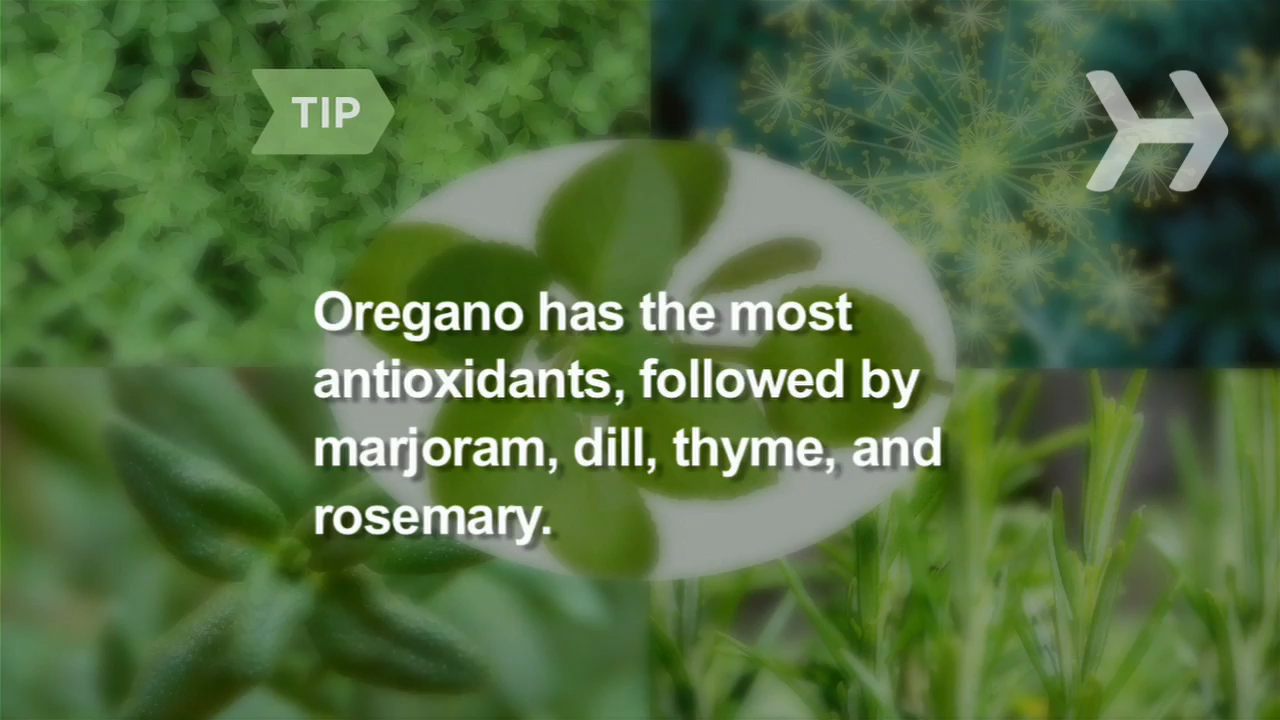 TIP
Oregano has the most
antioxidants, followed by
marjoram, dill, thyme, and
rosemary.